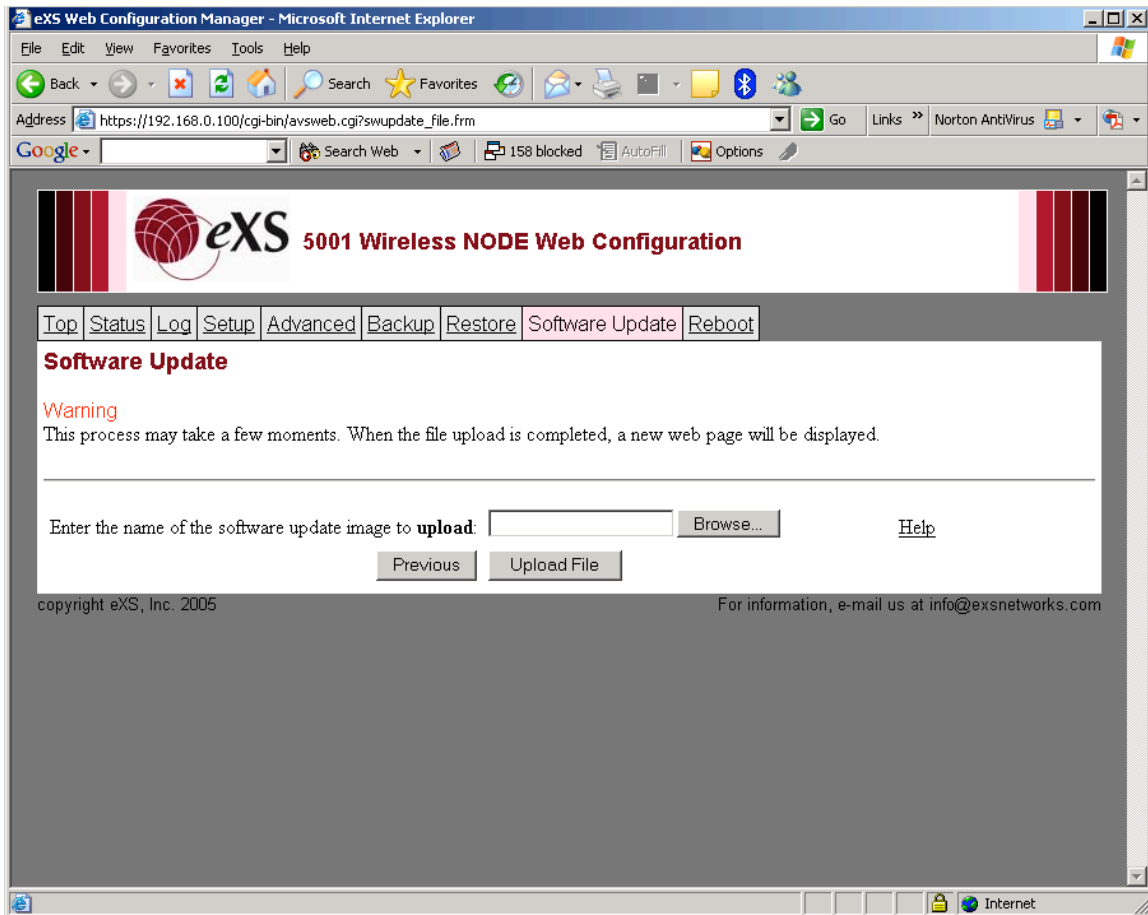 eXS Web Configuration Manager - Microsoft Internet Explorer
File Edit View Favorites Tools Help
Back Search Favorites
Address https://192.168.0.100/cgi-bin/avsweb.cgi?swupdate_file.frm Go Links » Norton AntiVirus
Google Search Web 158 blocked AutoFill Options
eXS 5001 Wireless NODE Web Configuration
Top Status Log Setup Advanced Backup Restore Software Update Reboot
Software Update
Warning
This process may take a few moments. When the file upload is completed, a new web page will be displayed.
Enter the name of the software update image to upload: Browse... Help
Previous Upload File
copyright eXS, Inc. 2005 For information, e-mail us at info@exsnetworks.com
Internet